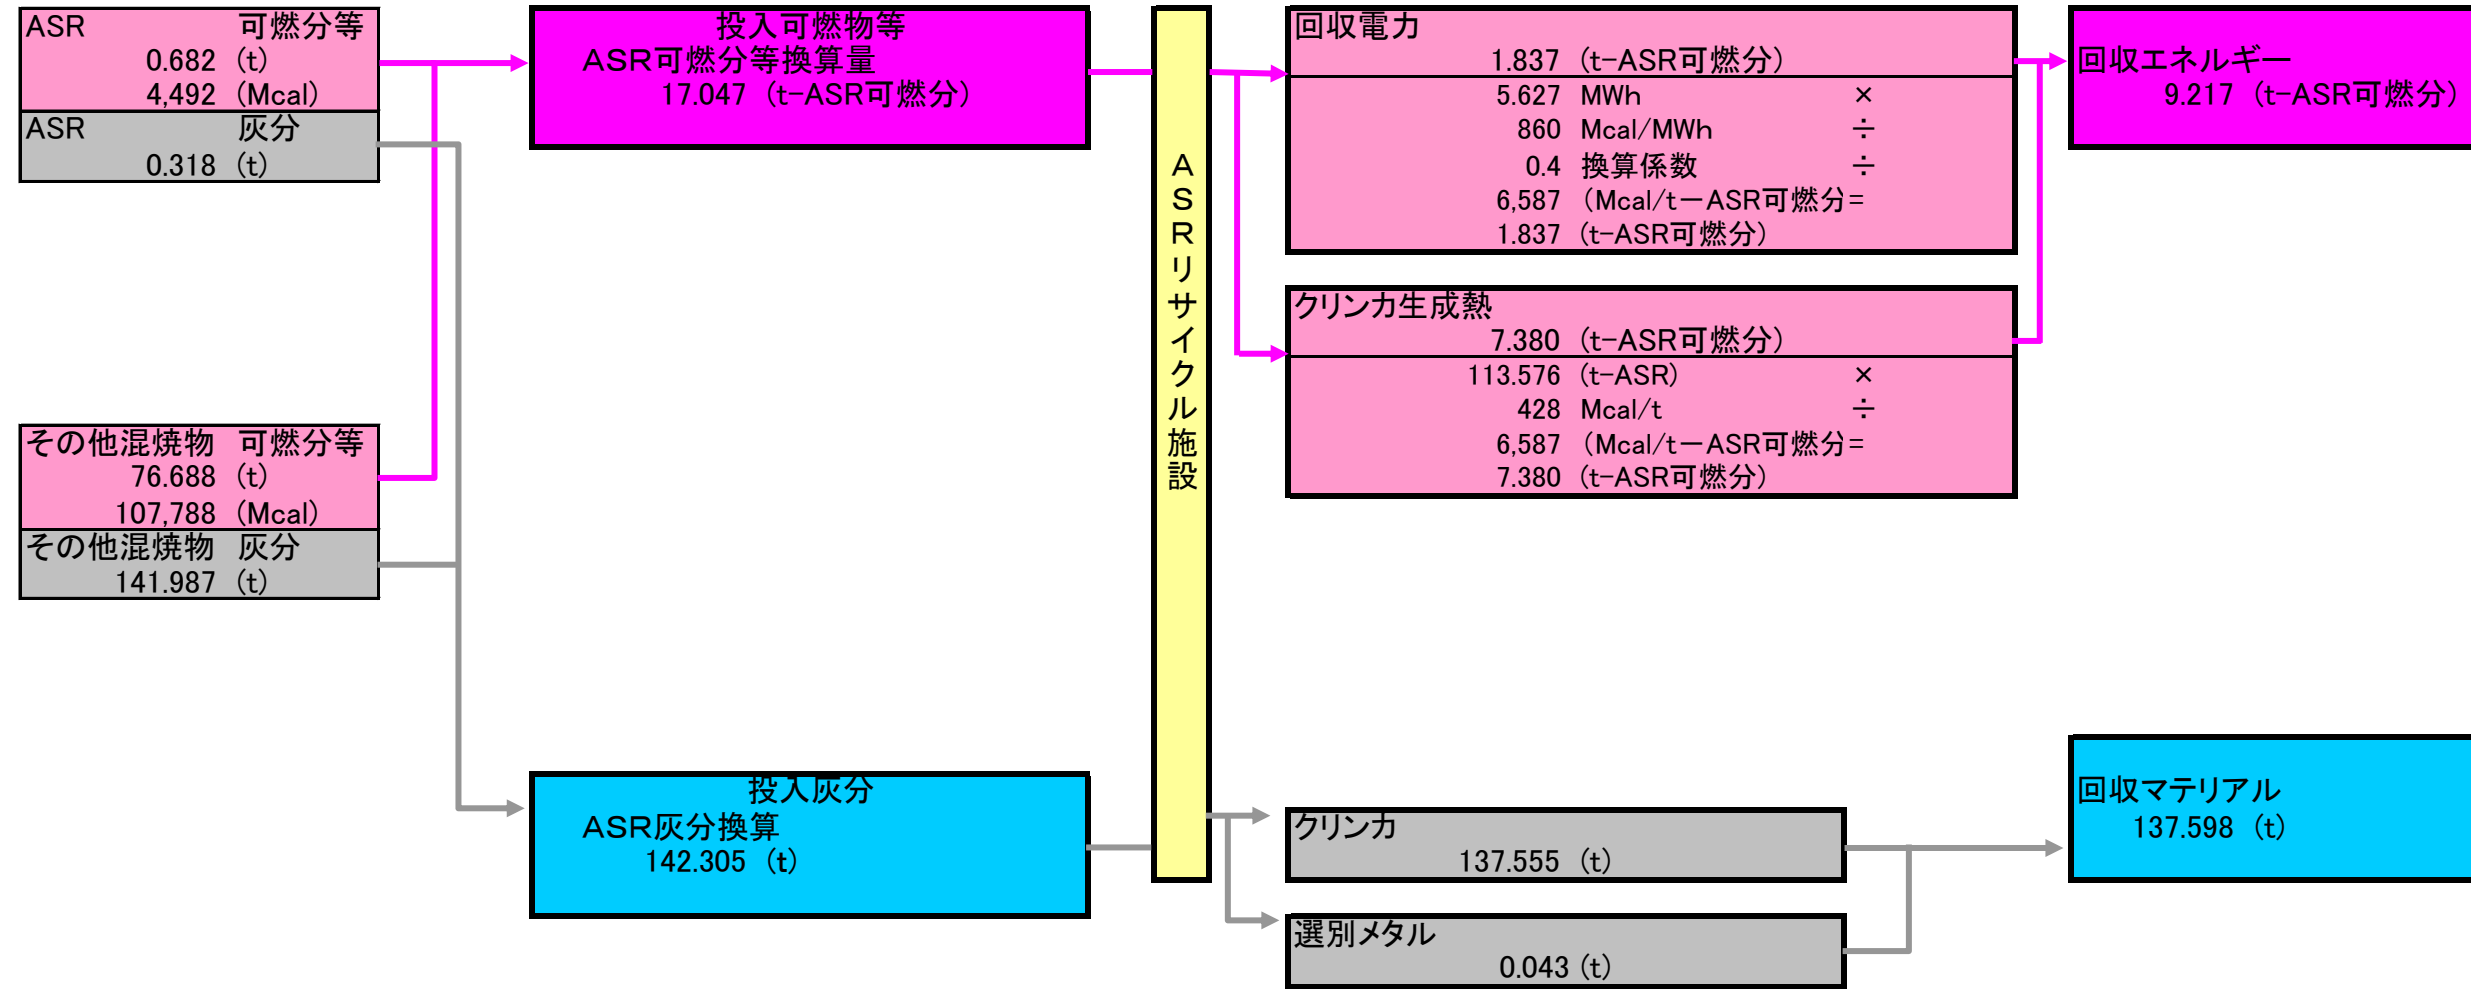 ASR 可燃分等
0.682 (t)
4,492 (Mcal)
ASR 灰分
0.318 (t)
その他混焼物 可燃分等
76.688 (t)
107,788 (Mcal)
その他混焼物 灰分
141.987 (t)
投入可燃物等
ASR可燃分等換算量
17.047 (t-ASR可燃分)
投入灰分
ASR灰分換算
142.305 (t)
ASRリサイクル施設
回収電力
1.837 (t-ASR可燃分)
5.627 MWh ×
860 Mcal/MWh ÷
0.4 換算係数 ÷
6,587 (Mcal/t-ASR可燃分=
1.837 (t-ASR可燃分)
クリンカ生成熱
7.380 (t-ASR可燃分)
113.576 (t-ASR) ×
428 Mcal/t ÷
6,587 (Mcal/t-ASR可燃分=
7.380 (t-ASR可燃分)
クリンカ
137.555 (t)
選別メタル
0.043 (t)
回収エネルギー
9.217 (t-ASR可燃分)
回収マテリアル
137.598 (t)